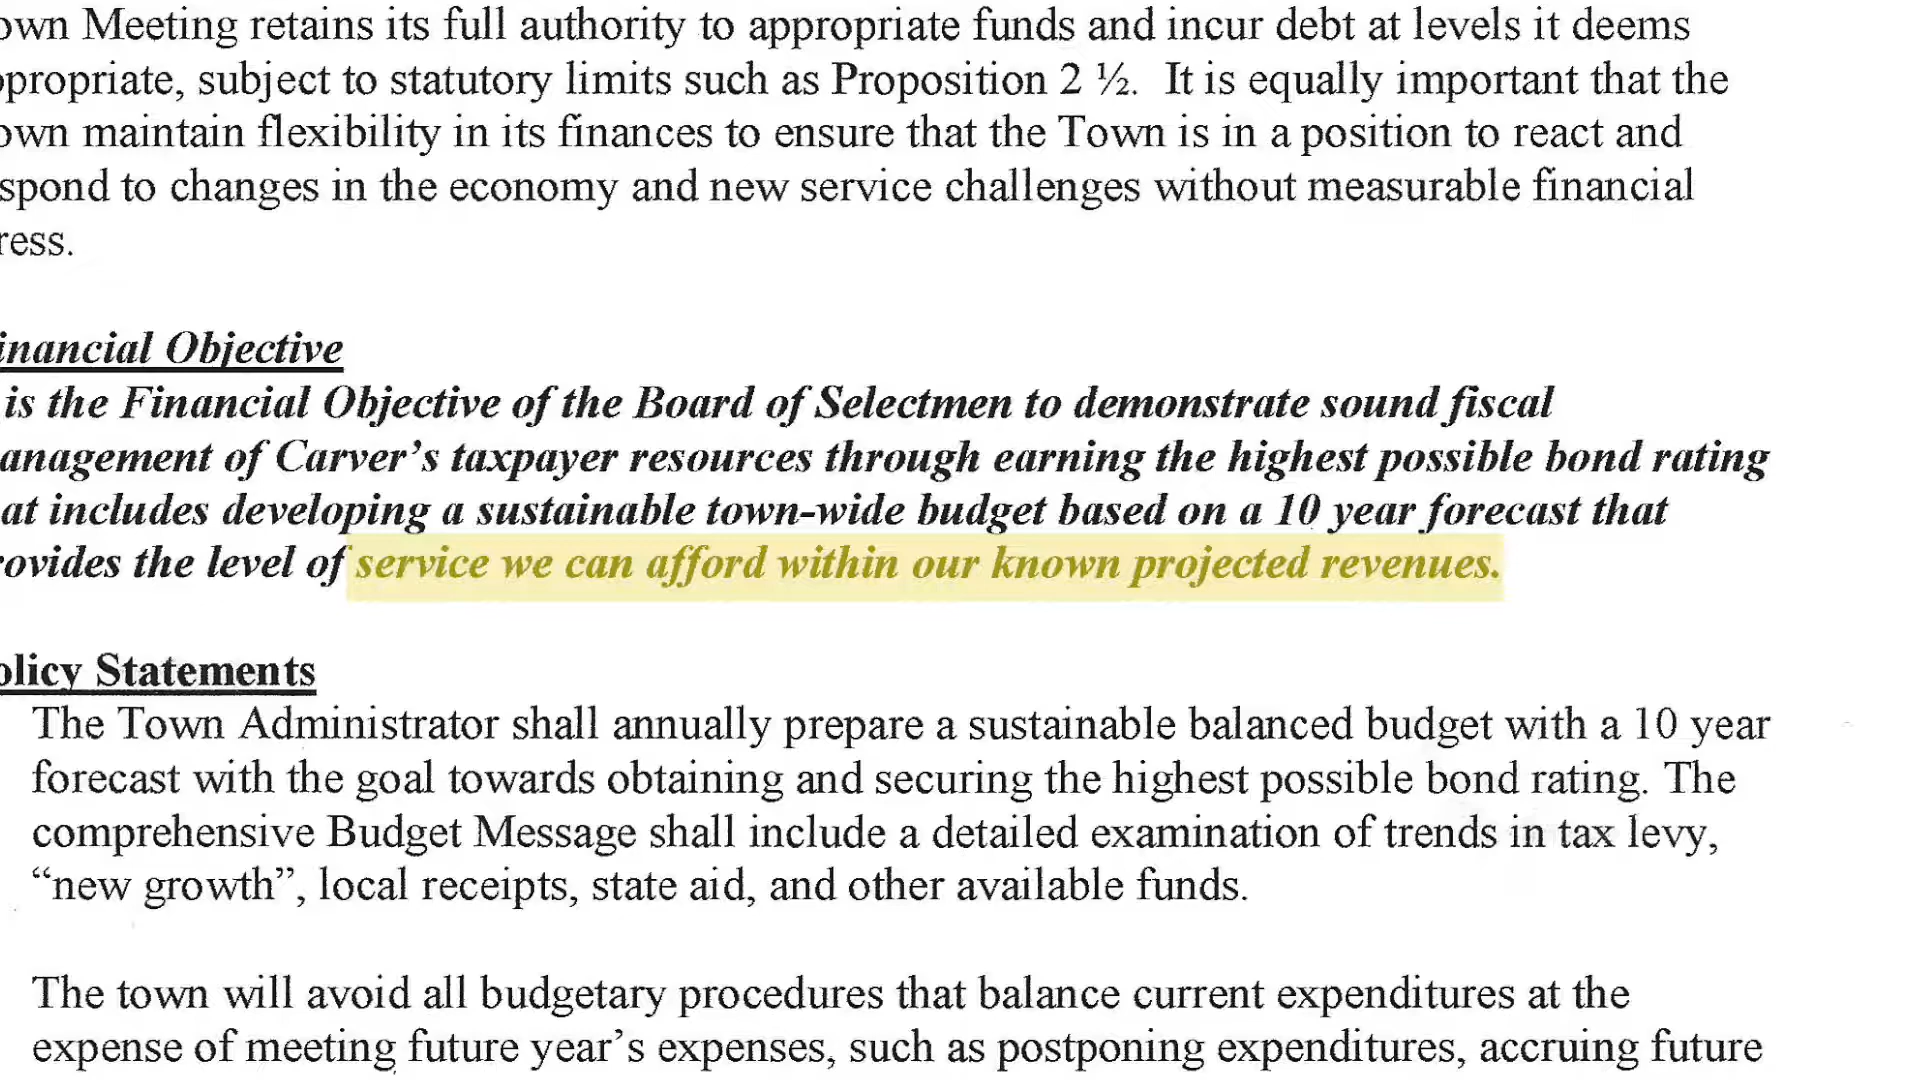 own Meeting retains its full authority to appropriate funds and incur debt at levels it deems
ppropriate, subject to statutory limits such as Proposition 2 ½. It is equally important that the
own maintain flexibility in its finances to ensure that the Town is in a position to react and
spond to changes in the economy and new service challenges without measurable financial
ress.
inancial Objective
is the Financial Objective of the Board of Selectmen to demonstrate sound fiscal
anagement of Carver’s taxpayer resources through earning the highest possible bond rating
at includes developing a sustainable town-wide budget based on a 10 year forecast that
ovides the level of service we can afford within our known projected revenues.
olicy Statements
The Town Administrator shall annually prepare a sustainable balanced budget with a 10 year
forecast with the goal towards obtaining and securing the highest possible bond rating. The
comprehensive Budget Message shall include a detailed examination of trends in tax levy,
“new growth”, local receipts, state aid, and other available funds.
The town will avoid all budgetary procedures that balance current expenditures at the
expense of meeting future year’s expenses, such as postponing expenditures, accruing future